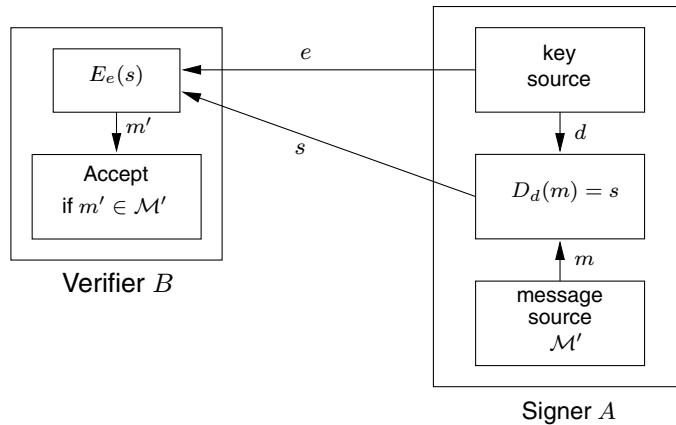 E_e(s)
m′
Accept
if m′ ∈ ℳ′
Verifier B
e
s
key
source
d
D_d(m) = s
m
message
source
ℳ′
Signer A